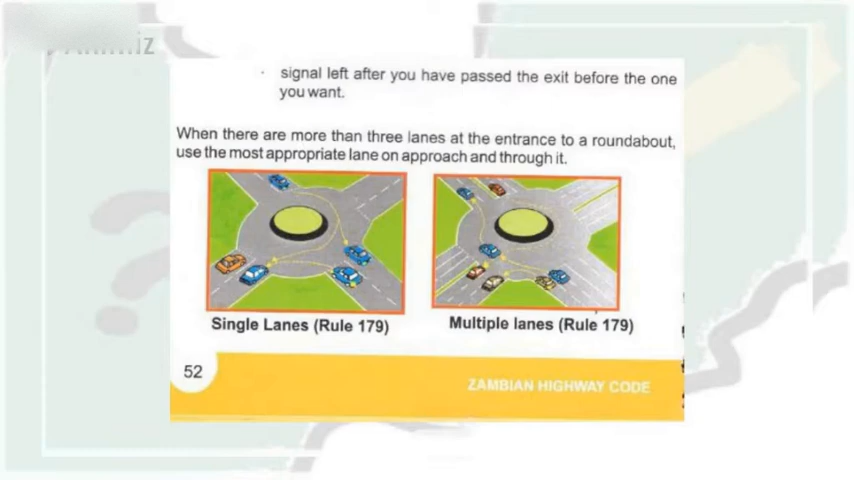 signal left after you have passed the exit before the one
you want.
When there are more than three lanes at the entrance to a roundabout,
use the most appropriate lane on approach and through it.
Single Lanes (Rule 179)
Multiple lanes (Rule 179)
52
ZAMBIAN HIGHWAY CODE